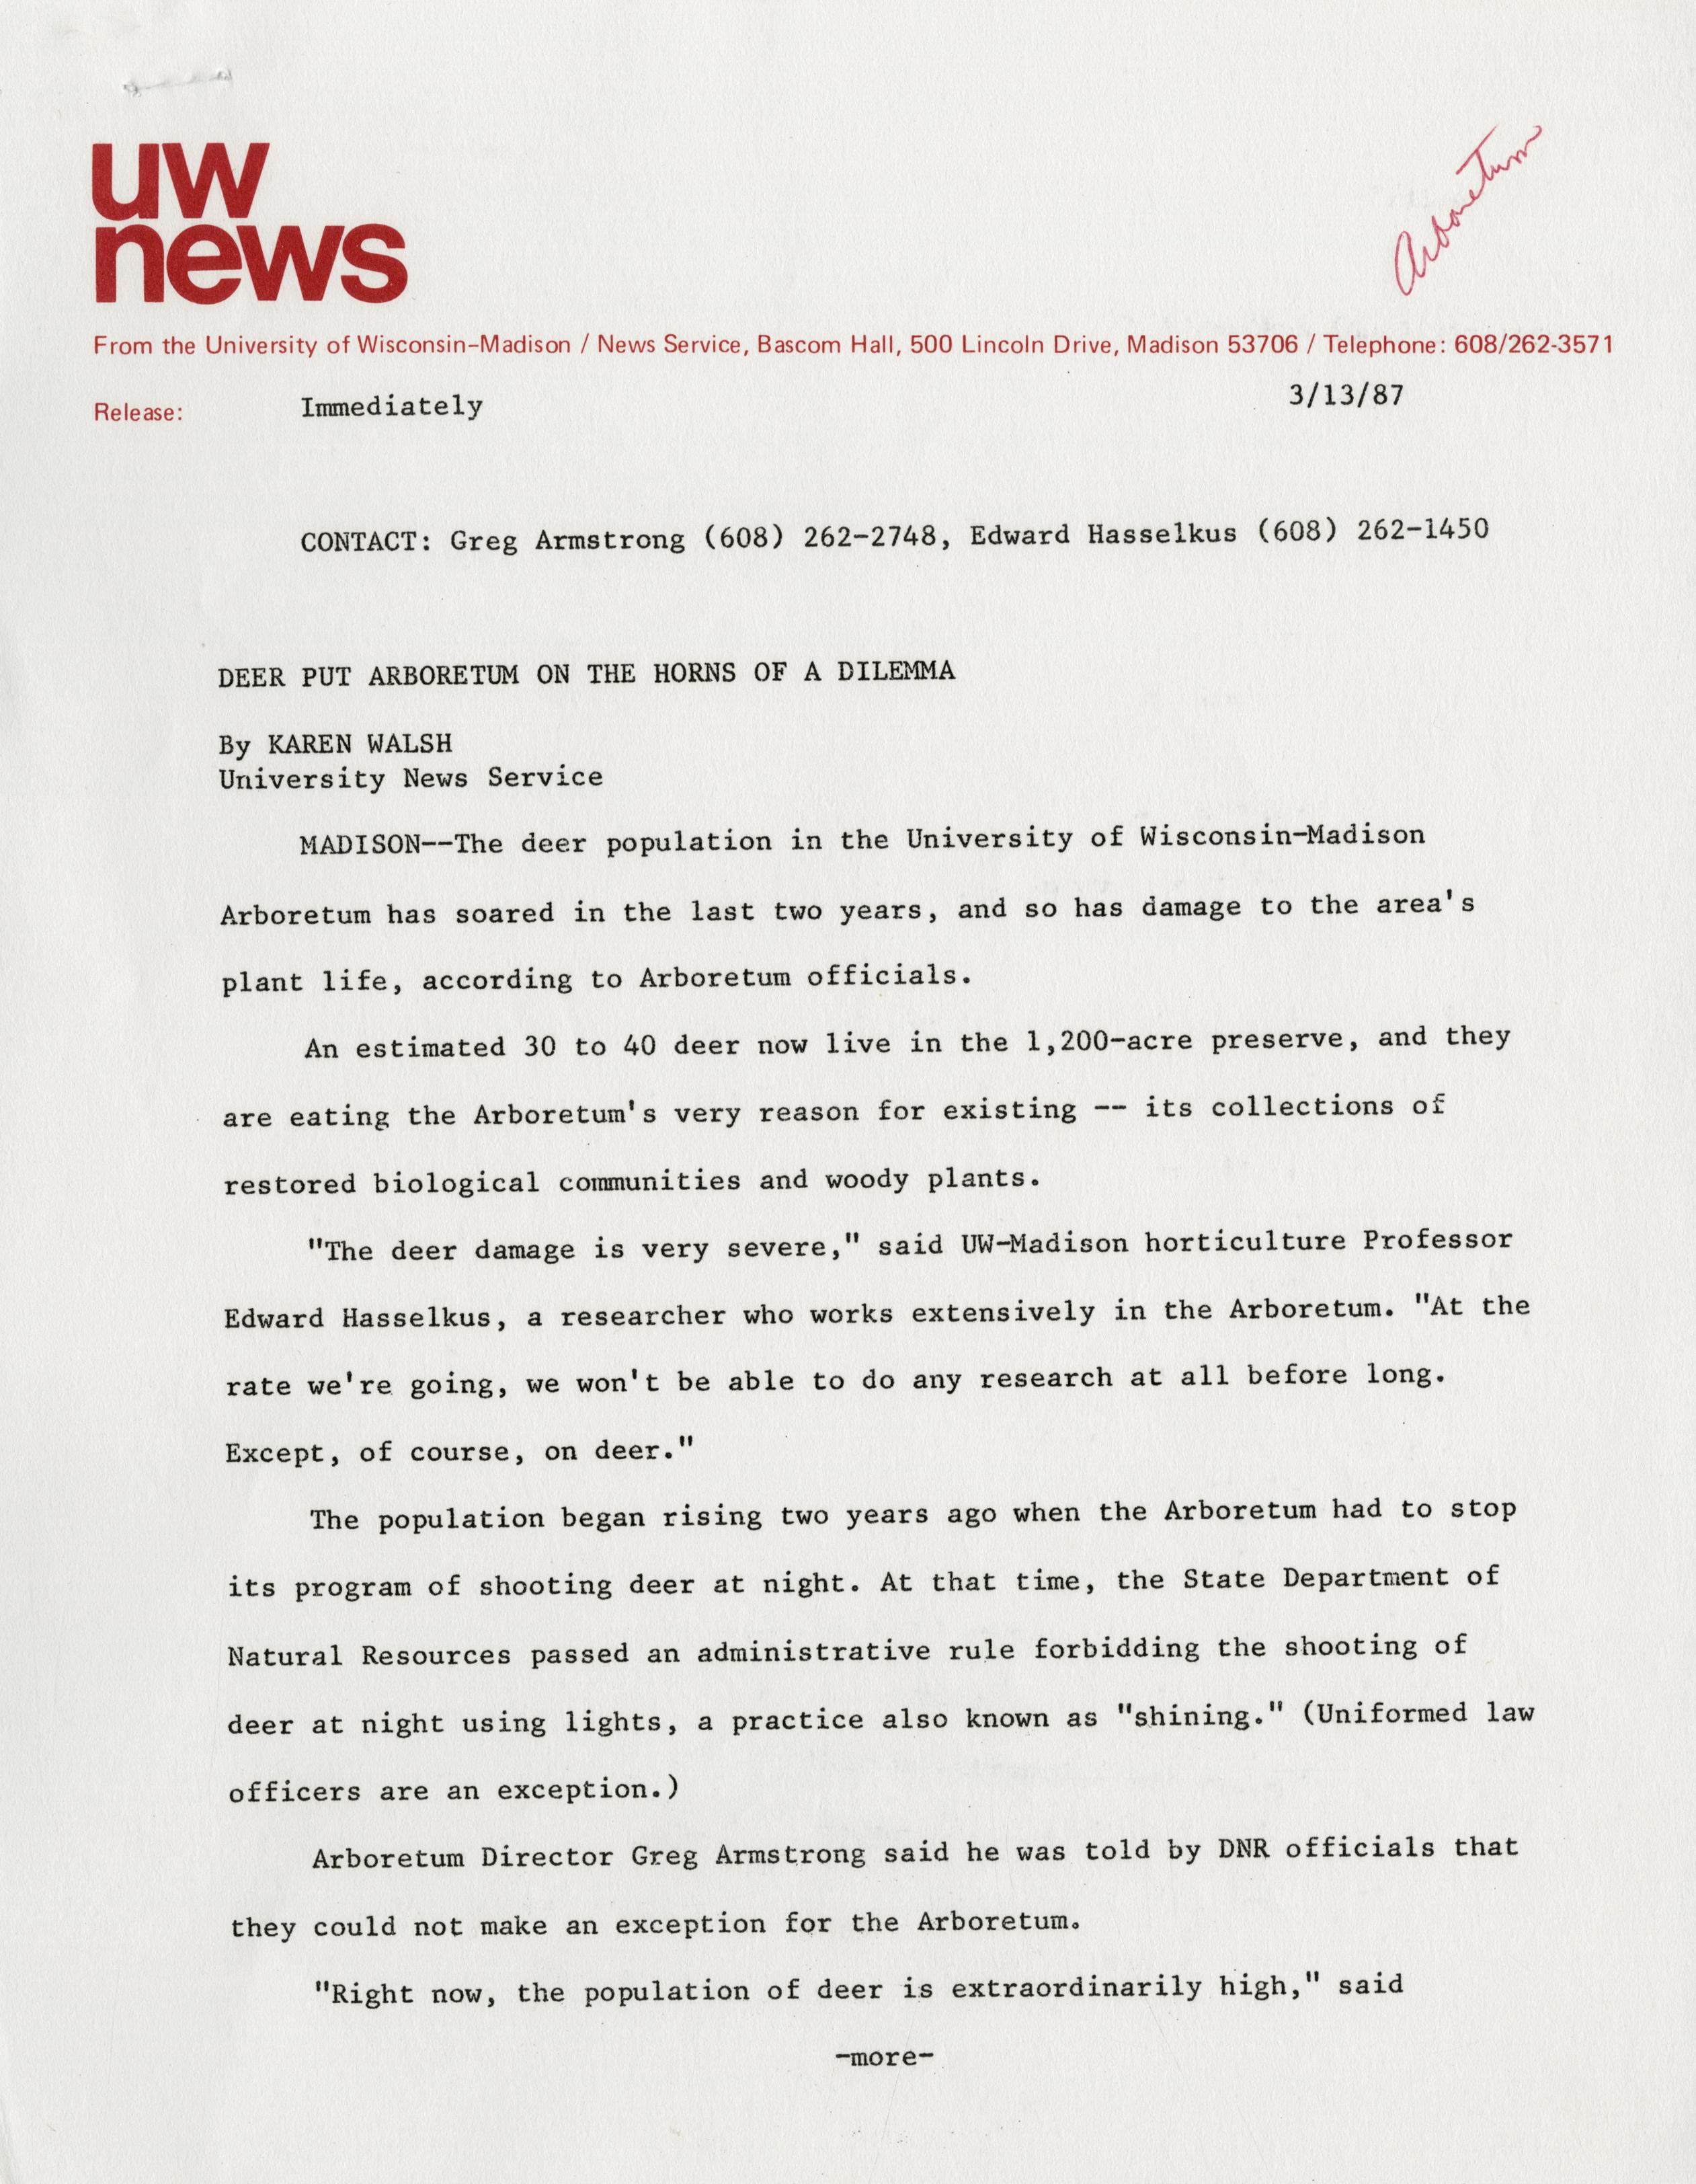 uw
news
Arboretum
From the University of Wisconsin-Madison / News Service, Bascom Hall, 500 Lincoln Drive, Madison 53706 / Telephone: 608/262-3571
Release: Immediately 3/13/87
CONTACT: Greg Armstrong (608) 262-2748, Edward Hasselkus (608) 262-1450
DEER PUT ARBORETUM ON THE HORNS OF A DILEMMA
By KAREN WALSH
University News Service
MADISON--The deer population in the University of Wisconsin-Madison
Arboretum has soared in the last two years, and so has damage to the area's
plant life, according to Arboretum officials.
An estimated 30 to 40 deer now live in the 1,200-acre preserve, and they
are eating the Arboretum's very reason for existing -- its collections of
restored biological communities and woody plants.
"The deer damage is very severe," said UW-Madison horticulture Professor
Edward Hasselkus, a researcher who works extensively in the Arboretum. "At the
rate we're going, we won't be able to do any research at all before long.
Except, of course, on deer."
The population began rising two years ago when the Arboretum had to stop
its program of shooting deer at night. At that time, the State Department of
Natural Resources passed an administrative rule forbidding the shooting of
deer at night using lights, a practice also known as "shining." (Uniformed law
officers are an exception.)
Arboretum Director Greg Armstrong said he was told by DNR officials that
they could not make an exception for the Arboretum.
"Right now, the population of deer is extraordinarily high," said
-more-